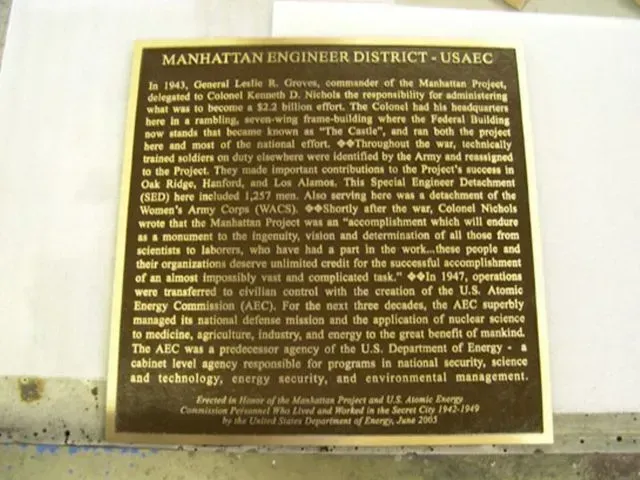 MANHATTAN ENGINEER DISTRICT - USAEC
In 1943, General Leslie R. Groves, commander of the Manhattan Project,
delegated to Colonel Kenneth D. Nichols the responsibility for administering
what was to become a $2.2 billion effort. The Colonel had his headquarters
here in a rambling, seven-wing frame-building where the Federal Building
now stands that became known as "The Castle", and ran both the project
here and most of the national effort. ❖❖Throughout the war, technically
trained soldiers on duty elsewhere were identified by the Army and reassigned
to the Project. They made important contributions to the Project's success in
Oak Ridge, Hanford, and Los Alamos. This Special Engineer Detachment
(SED) here included 1,257 men. Also serving here was a detachment of the
Women's Army Corps (WACS). ❖❖Shortly after the war, Colonel Nichols
wrote that the Manhattan Project was an "accomplishment which will endure
as a monument to the ingenuity, vision and determination of all those from
scientists to laborers, who have had a part in the work...these people and
their organizations deserve unlimited credit for the successful accomplishment
of an almost impossibly vast and complicated task." ❖❖In 1947, operations
were transferred to civilian control with the creation of the U.S. Atomic
Energy Commission (AEC). For the next three decades, the AEC superbly
managed its national defense mission and the application of nuclear science
to medicine, agriculture, industry, and energy to the great benefit of mankind.
The AEC was a predecessor agency of the U.S. Department of Energy - a
cabinet level agency responsible for programs in national security, science
and technology, energy security, and environmental management.
Erected in Honor of the Manhattan Project and U.S. Atomic Energy
Commission Personnel Who Lived and Worked in the Secret City 1942-1949
by the United States Department of Energy, June 2005